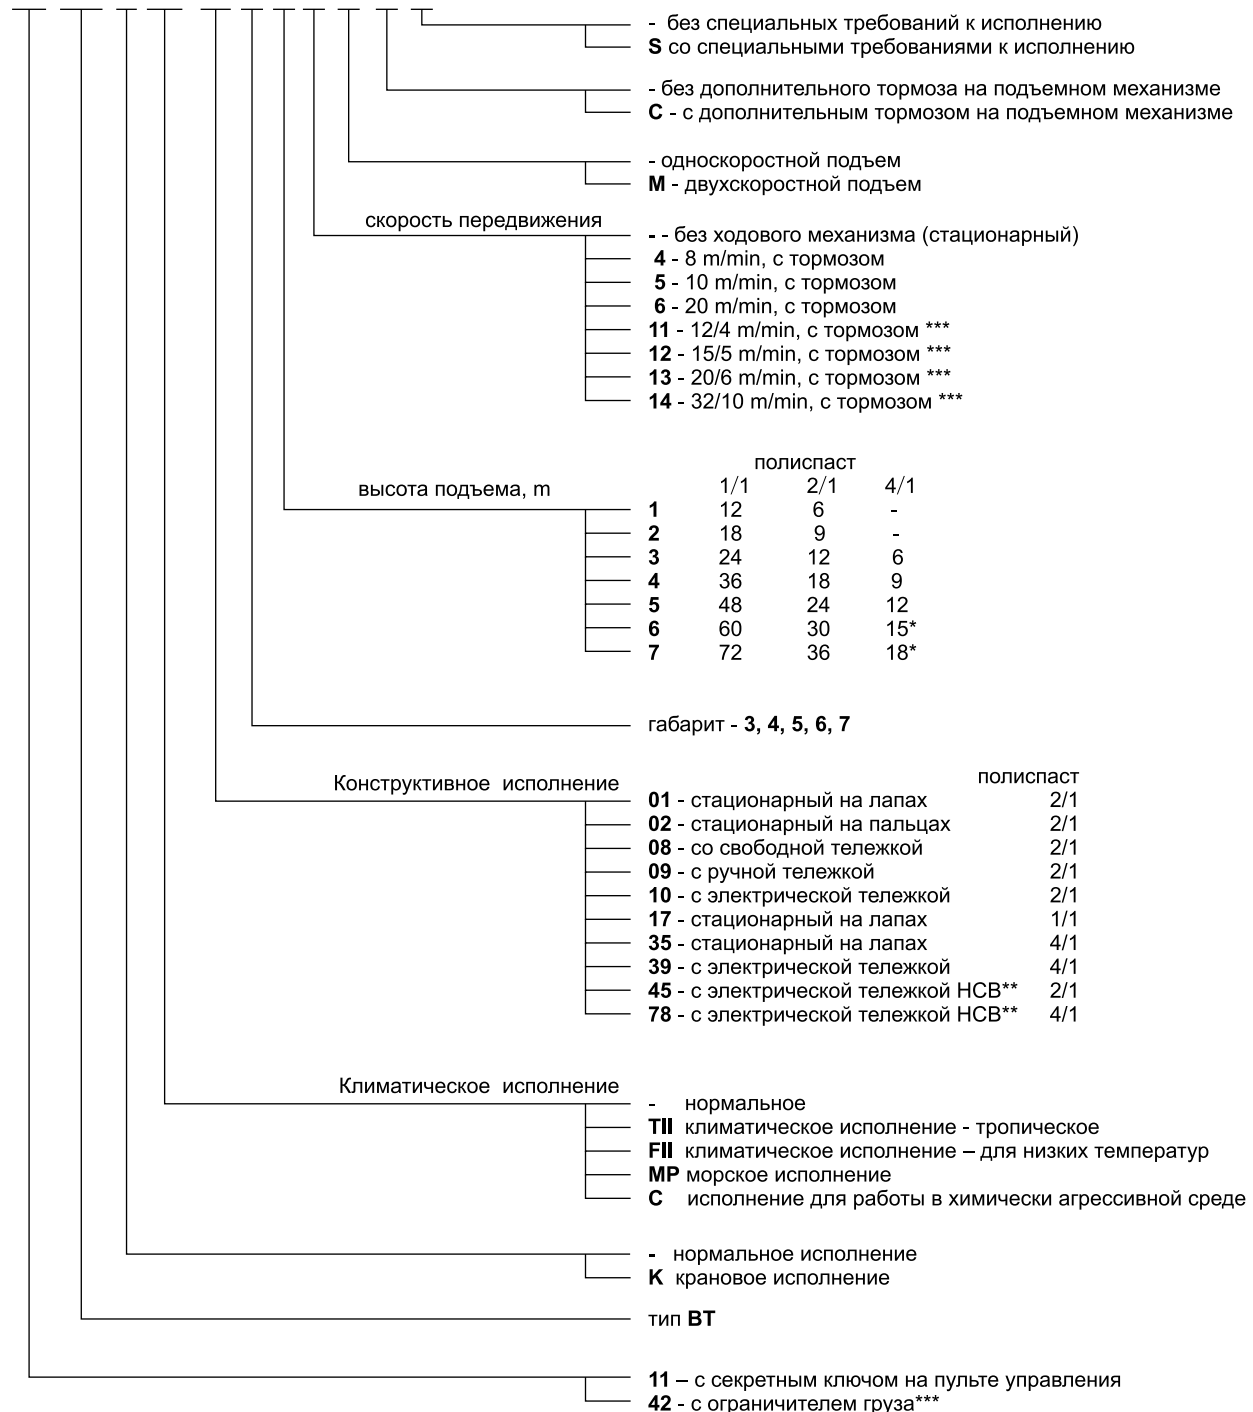 - без специальных требований к исполнению
S со специальными требованиями к исполнению
- без дополнительного тормоза на подъемном механизме
C - с дополнительным тормозом на подъемном механизме
- односкоростной подъем
M - двухскоростной подъем
скорость передвижения
- - без ходового механизма (стационарный)
4 - 8 m/min, с тормозом
5 - 10 m/min, с тормозом
6 - 20 m/min, с тормозом
11 - 12/4 m/min, с тормозом ***
12 - 15/5 m/min, с тормозом ***
13 - 20/6 m/min, с тормозом ***
14 - 32/10 m/min, с тормозом ***
полиспаст
высота подъема, m 1/1 2/1 4/1
1 12 6 -
2 18 9 -
3 24 12 6
4 36 18 9
5 48 24 12
6 60 30 15*
7 72 36 18*
габарит - 3, 4, 5, 6, 7
Конструктивное исполнение полиспаст
01 - стационарный на лапах 2/1
02 - стационарный на пальцах 2/1
08 - со свободной тележкой 2/1
09 - с ручной тележкой 2/1
10 - с электрической тележкой 2/1
17 - стационарный на лапах 1/1
35 - стационарный на лапах 4/1
39 - с электрической тележкой 4/1
45 - с электрической тележкой НСВ** 2/1
78 - с электрической тележкой НСВ** 4/1
Климатическое исполнение
- нормальное
TII климатическое исполнение - тропическое
FII климатическое исполнение – для низких температур
MP морское исполнение
C исполнение для работы в химически агрессивной среде
- нормальное исполнение
K крановое исполнение
тип BT
11 – с секретным ключом на пульте управления
42 - с ограничителем груза***